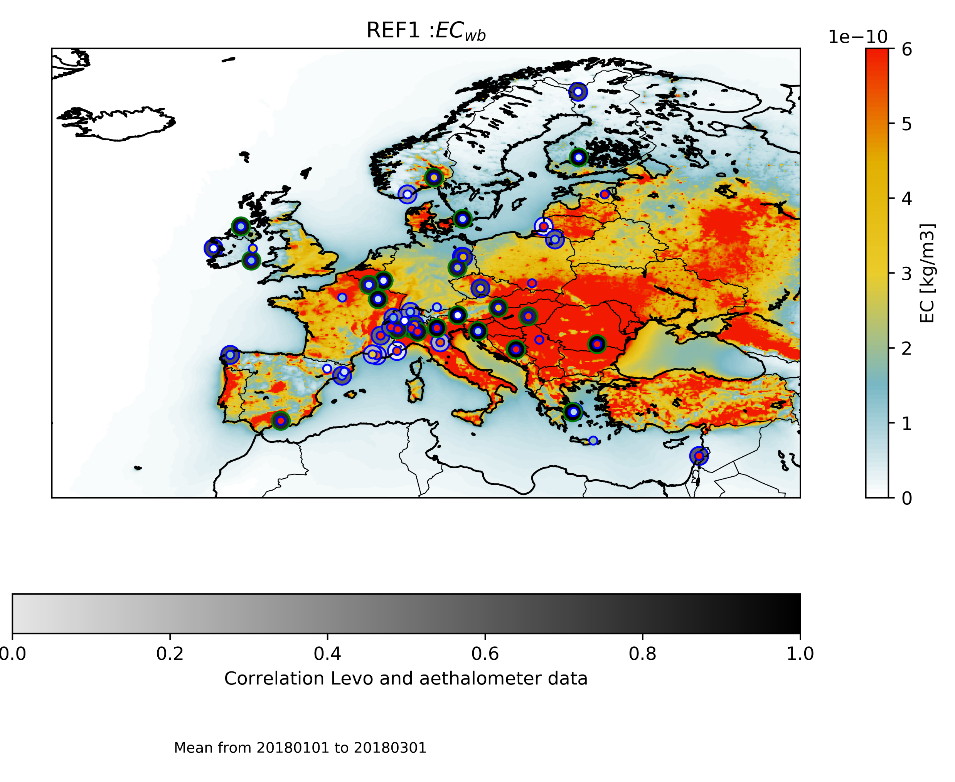 REF1 :EC_wb
1e−10
6
5
4
3
2
1
0
EC [kg/m3]
0.0 0.2 0.4 0.6 0.8 1.0
Correlation Levo and aethalometer data
Mean from 20180101 to 20180301